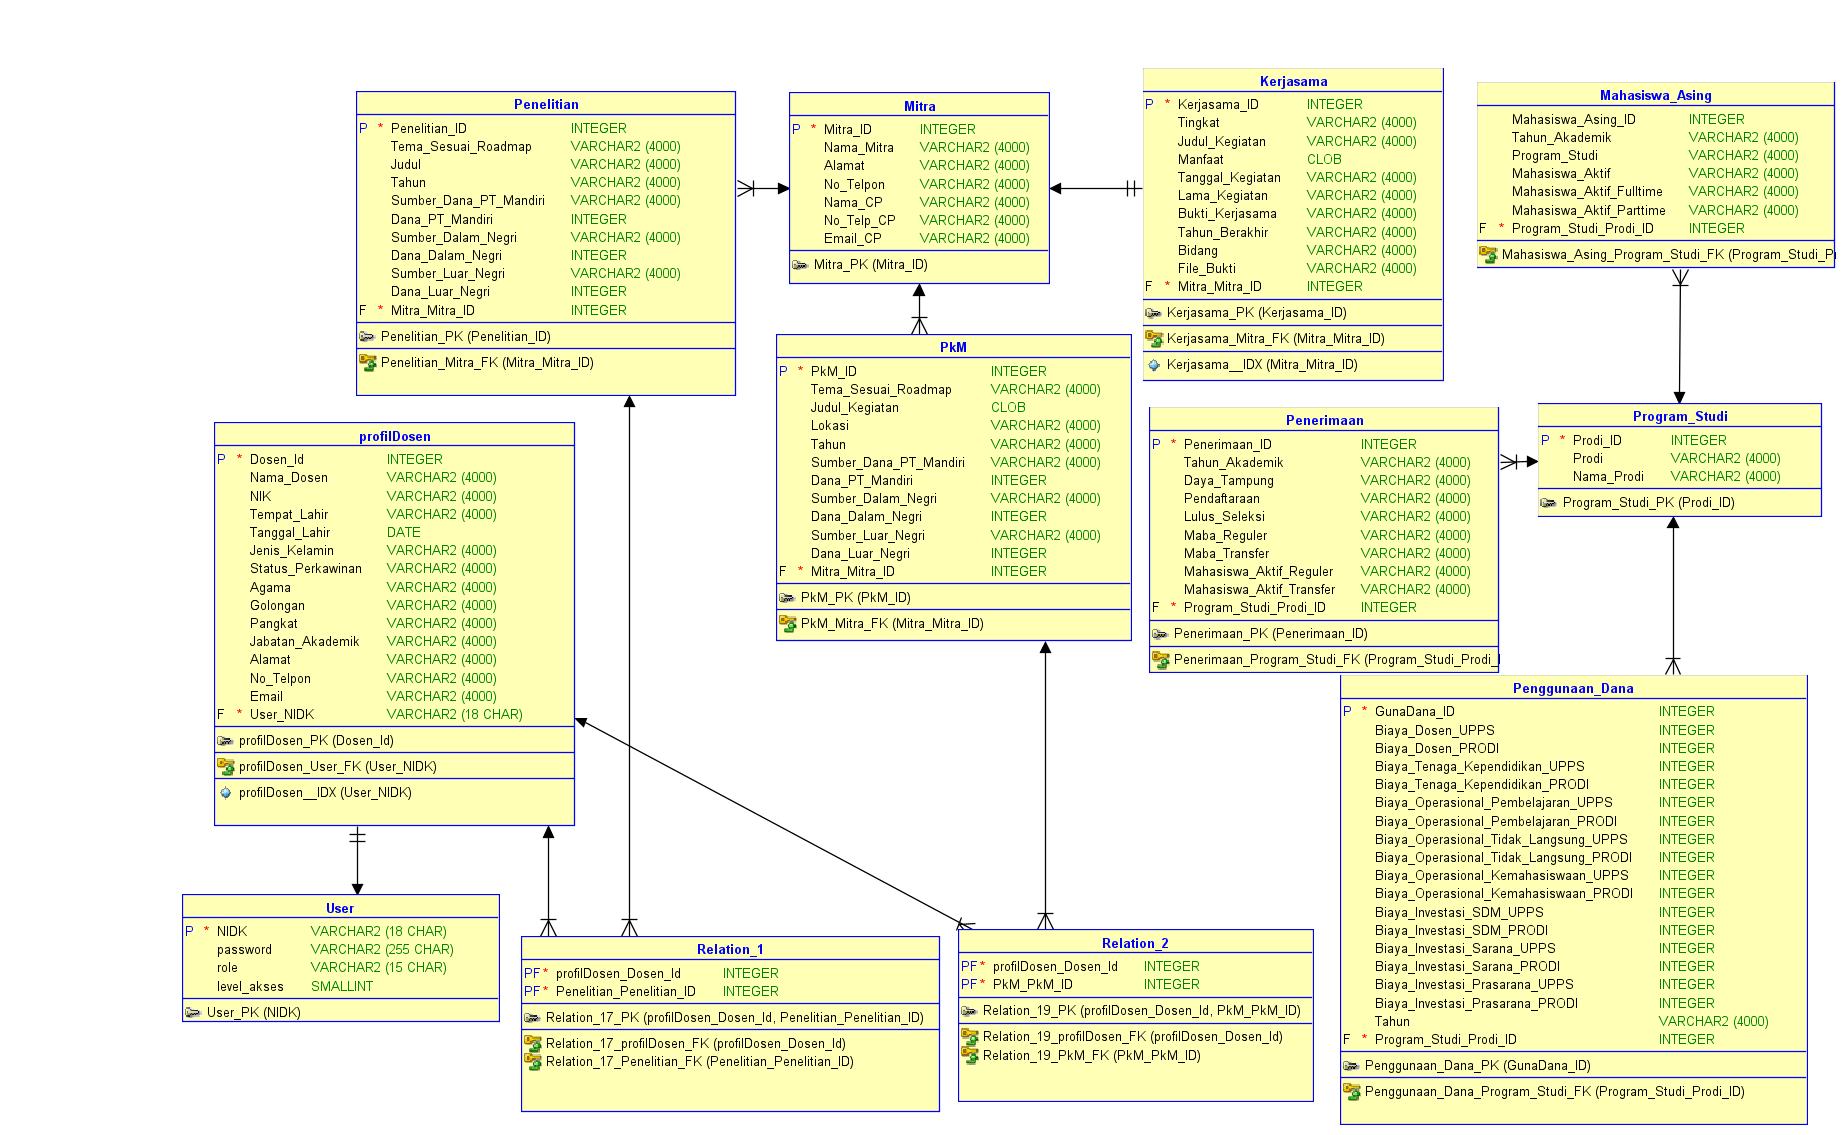 Penelitian
P * Penelitian_ID INTEGER
Tema_Sesuai_Roadmap VARCHAR2 (4000)
Judul VARCHAR2 (4000)
Tahun VARCHAR2 (4000)
Sumber_Dana_PT_Mandiri VARCHAR2 (4000)
Dana_PT_Mandiri INTEGER
Sumber_Dalam_Negri VARCHAR2 (4000)
Dana_Dalam_Negri INTEGER
Sumber_Luar_Negri VARCHAR2 (4000)
Dana_Luar_Negri INTEGER
F * Mitra_Mitra_ID INTEGER
Penelitian_PK (Penelitian_ID)
Penelitian_Mitra_FK (Mitra_Mitra_ID)
Mitra
P * Mitra_ID INTEGER
Nama_Mitra VARCHAR2 (4000)
Alamat VARCHAR2 (4000)
No_Telpon VARCHAR2 (4000)
Nama_CP VARCHAR2 (4000)
No_Telp_CP VARCHAR2 (4000)
Email_CP VARCHAR2 (4000)
Mitra_PK (Mitra_ID)
Kerjasama
P * Kerjasama_ID INTEGER
Tingkat VARCHAR2 (4000)
Judul_Kegiatan VARCHAR2 (4000)
Manfaat CLOB
Tanggal_Kegiatan VARCHAR2 (4000)
Lama_Kegiatan VARCHAR2 (4000)
Bukti_Kerjasama VARCHAR2 (4000)
Tahun_Berakhir VARCHAR2 (4000)
Bidang VARCHAR2 (4000)
File_Bukti VARCHAR2 (4000)
F * Mitra_Mitra_ID INTEGER
Kerjasama_PK (Kerjasama_ID)
Kerjasama_Mitra_FK (Mitra_Mitra_ID)
Kerjasama__IDX (Mitra_Mitra_ID)
Mahasiswa_Asing
Mahasiswa_Asing_ID INTEGER
Tahun_Akademik VARCHAR2 (4000)
Program_Studi VARCHAR2 (4000)
Mahasiswa_Aktif VARCHAR2 (4000)
Mahasiswa_Aktif_Fulltime VARCHAR2 (4000)
Mahasiswa_Aktif_Parttime VARCHAR2 (4000)
F * Program_Studi_Prodi_ID INTEGER
Mahasiswa_Asing_Program_Studi_FK (Program_Studi_P
PkM
P * PkM_ID INTEGER
Tema_Sesuai_Roadmap VARCHAR2 (4000)
Judul_Kegiatan CLOB
Lokasi VARCHAR2 (4000)
Tahun VARCHAR2 (4000)
Sumber_Dana_PT_Mandiri VARCHAR2 (4000)
Dana_PT_Mandiri INTEGER
Sumber_Dalam_Negri VARCHAR2 (4000)
Dana_Dalam_Negri INTEGER
Sumber_Luar_Negri VARCHAR2 (4000)
Dana_Luar_Negri INTEGER
F * Mitra_Mitra_ID INTEGER
PkM_PK (PkM_ID)
PkM_Mitra_FK (Mitra_Mitra_ID)
Penerimaan
P * Penerimaan_ID INTEGER
Tahun_Akademik VARCHAR2 (4000)
Daya_Tampung VARCHAR2 (4000)
Pendaftaraan VARCHAR2 (4000)
Lulus_Seleksi VARCHAR2 (4000)
Maba_Reguler VARCHAR2 (4000)
Maba_Transfer VARCHAR2 (4000)
Mahasiswa_Aktif_Reguler VARCHAR2 (4000)
Mahasiswa_Aktif_Transfer VARCHAR2 (4000)
F * Program_Studi_Prodi_ID INTEGER
Penerimaan_PK (Penerimaan_ID)
Penerimaan_Program_Studi_FK (Program_Studi_Prodi_I
Program_Studi
P * Prodi_ID INTEGER
Prodi VARCHAR2 (4000)
Nama_Prodi VARCHAR2 (4000)
Program_Studi_PK (Prodi_ID)
profilDosen
P * Dosen_Id INTEGER
Nama_Dosen VARCHAR2 (4000)
NIK VARCHAR2 (4000)
Tempat_Lahir VARCHAR2 (4000)
Tanggal_Lahir DATE
Jenis_Kelamin VARCHAR2 (4000)
Status_Perkawinan VARCHAR2 (4000)
Agama VARCHAR2 (4000)
Golongan VARCHAR2 (4000)
Pangkat VARCHAR2 (4000)
Jabatan_Akademik VARCHAR2 (4000)
Alamat VARCHAR2 (4000)
No_Telpon VARCHAR2 (4000)
Email VARCHAR2 (4000)
F * User_NIDK VARCHAR2 (18 CHAR)
profilDosen_PK (Dosen_Id)
profilDosen_User_FK (User_NIDK)
profilDosen__IDX (User_NIDK)
Penggunaan_Dana
P * GunaDana_ID INTEGER
Biaya_Dosen_UPPS INTEGER
Biaya_Dosen_PRODI INTEGER
Biaya_Tenaga_Kependidikan_UPPS INTEGER
Biaya_Tenaga_Kependidikan_PRODI INTEGER
Biaya_Operasional_Pembelajaran_UPPS INTEGER
Biaya_Operasional_Pembelajaran_PRODI INTEGER
Biaya_Operasional_Tidak_Langsung_UPPS INTEGER
Biaya_Operasional_Tidak_Langsung_PRODI INTEGER
Biaya_Operasional_Kemahasiswaan_UPPS INTEGER
Biaya_Operasional_Kemahasiswaan_PRODI INTEGER
Biaya_Investasi_SDM_UPPS INTEGER
Biaya_Investasi_SDM_PRODI INTEGER
Biaya_Investasi_Sarana_UPPS INTEGER
Biaya_Investasi_Sarana_PRODI INTEGER
Biaya_Investasi_Prasarana_UPPS INTEGER
Biaya_Investasi_Prasarana_PRODI INTEGER
Tahun VARCHAR2 (4000)
F * Program_Studi_Prodi_ID INTEGER
Penggunaan_Dana_PK (GunaDana_ID)
Penggunaan_Dana_Program_Studi_FK (Program_Studi_Prodi_ID)
User
P * NIDK VARCHAR2 (18 CHAR)
password VARCHAR2 (255 CHAR)
role VARCHAR2 (15 CHAR)
level_akses SMALLINT
User_PK (NIDK)
Relation_1
PF * profilDosen_Dosen_Id INTEGER
PF * Penelitian_Penelitian_ID INTEGER
Relation_17_PK (profilDosen_Dosen_Id, Penelitian_Penelitian_ID)
Relation_17_profilDosen_FK (profilDosen_Dosen_Id)
Relation_17_Penelitian_FK (Penelitian_Penelitian_ID)
Relation_2
PF * profilDosen_Dosen_Id INTEGER
PF * PkM_PkM_ID INTEGER
Relation_19_PK (profilDosen_Dosen_Id, PkM_PkM_ID)
Relation_19_profilDosen_FK (profilDosen_Dosen_Id)
Relation_19_PkM_FK (PkM_PkM_ID)